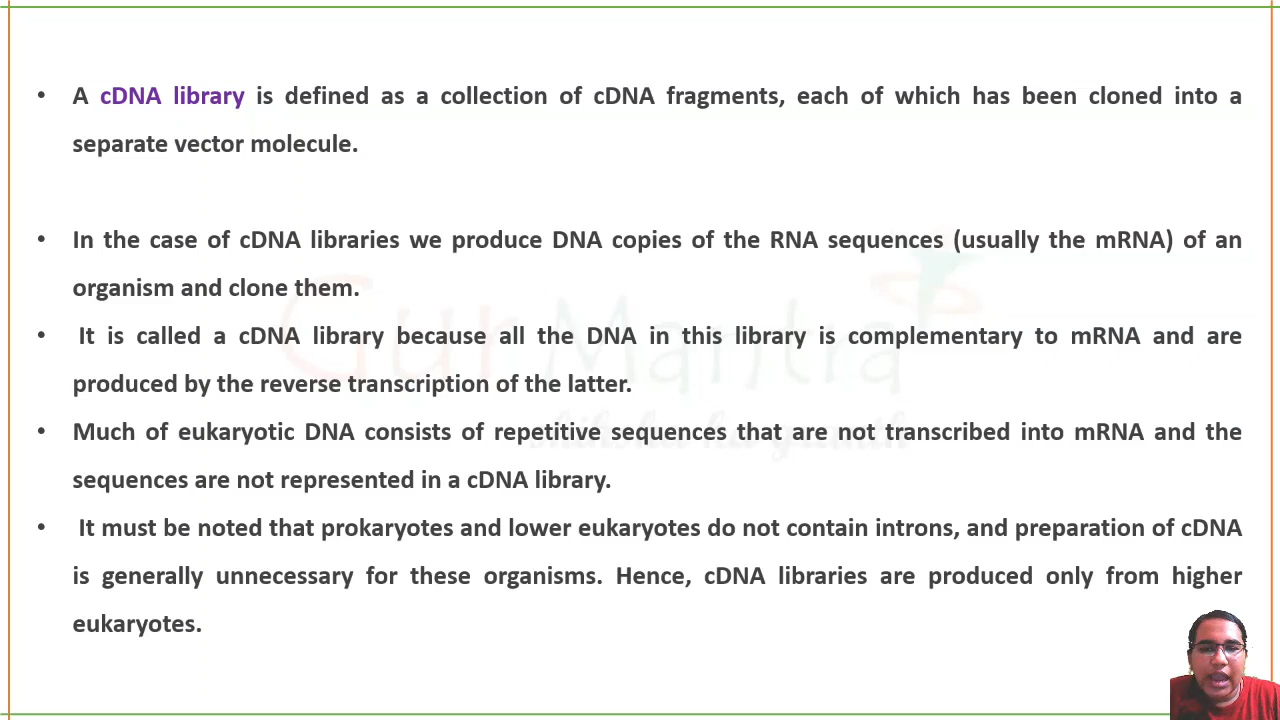 • A cDNA library is defined as a collection of cDNA fragments, each of which has been cloned into a
separate vector molecule.
• In the case of cDNA libraries we produce DNA copies of the RNA sequences (usually the mRNA) of an
organism and clone them.
• It is called a cDNA library because all the DNA in this library is complementary to mRNA and are
produced by the reverse transcription of the latter.
• Much of eukaryotic DNA consists of repetitive sequences that are not transcribed into mRNA and the
sequences are not represented in a cDNA library.
• It must be noted that prokaryotes and lower eukaryotes do not contain introns, and preparation of cDNA
is generally unnecessary for these organisms. Hence, cDNA libraries are produced only from higher
eukaryotes.
Gur Mantra